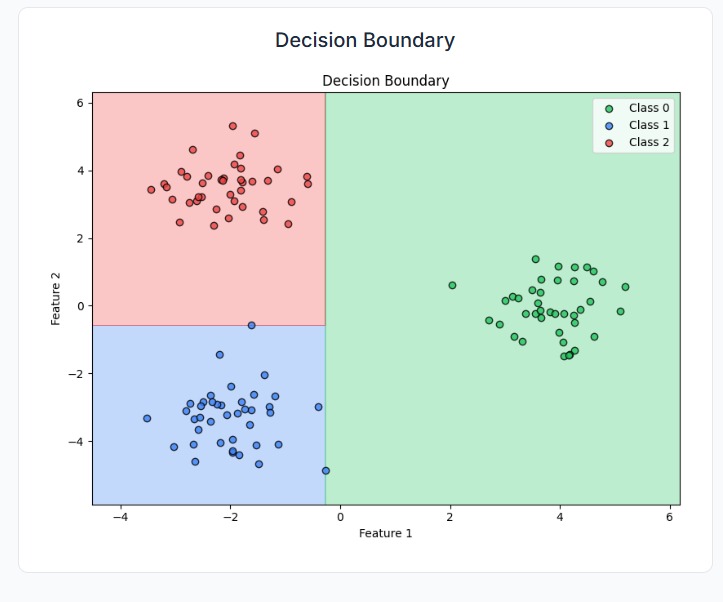 Decision Boundary
Decision Boundary
Class 0
Class 1
Class 2
6
4
2
0
−2
−4
Feature 2
−4
−2
0
2
4
6
Feature 1